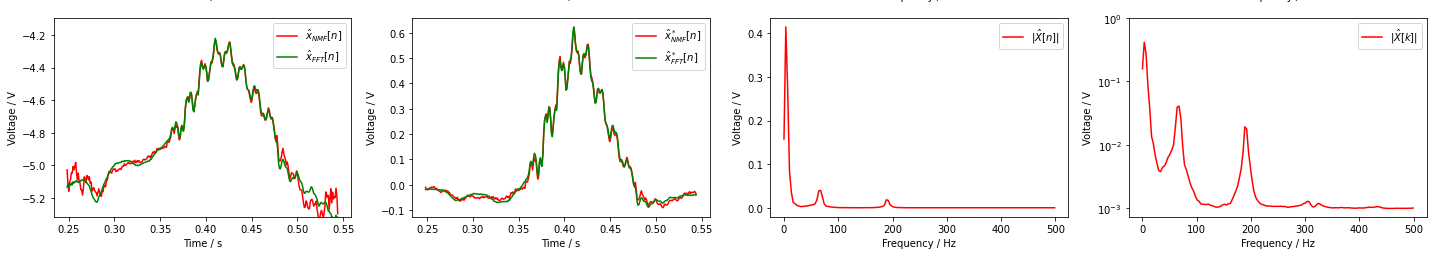 −4.2
−4.4
−4.6
−4.8
−5.0
−5.2
Voltage / V
0.25 0.30 0.35 0.40 0.45 0.50 0.55
Time / s
x̂_NMF[n]
x̂_FFT[n]
0.6
0.5
0.4
0.3
0.2
0.1
0.0
−0.1
Voltage / V
0.25 0.30 0.35 0.40 0.45 0.50 0.55
Time / s
x̂*_NMF[n]
x̂*_FFT[n]
0.4
0.3
0.2
0.1
0.0
Voltage / V
0 100 200 300 400 500
Frequency / Hz
|X̂[n]|
10⁰
10⁻¹
10⁻²
10⁻³
Voltage / V
0 100 200 300 400 500
Frequency / Hz
|X̂[k]|